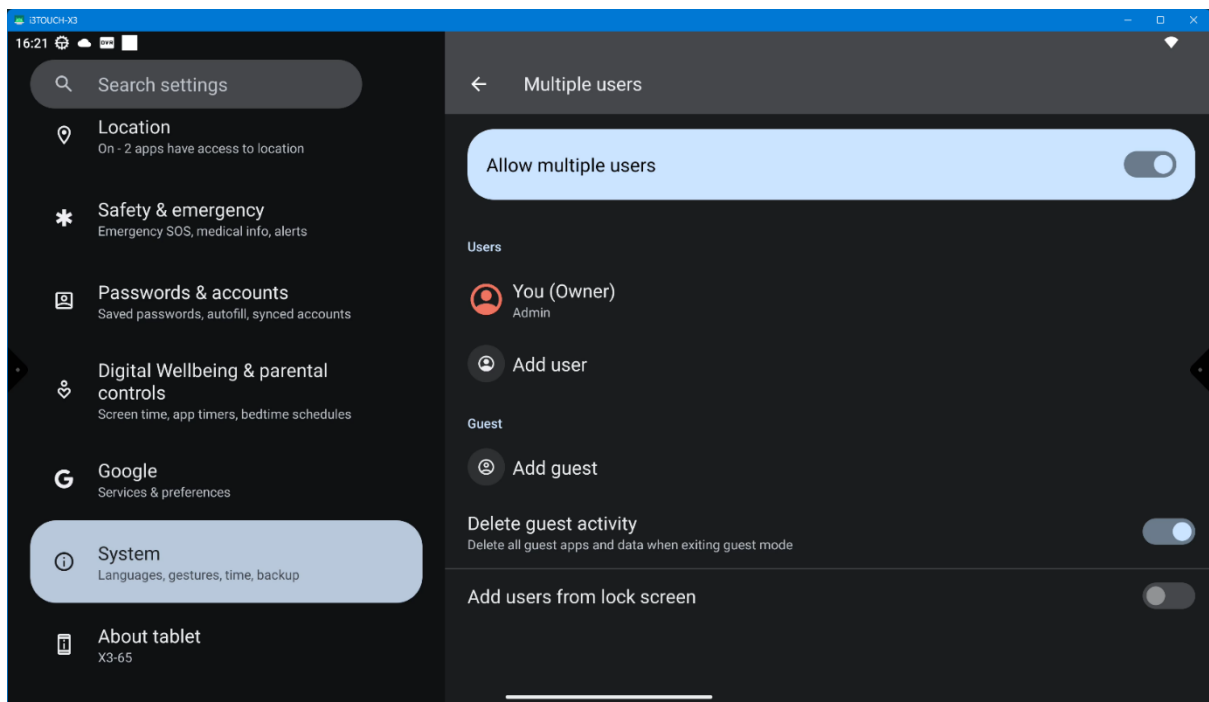 i3TOUCH-X3
16:21
Search settings
Location
On - 2 apps have access to location
Safety & emergency
Emergency SOS, medical info, alerts
Passwords & accounts
Saved passwords, autofill, synced accounts
Digital Wellbeing & parental
controls
Screen time, app timers, bedtime schedules
G
Google
Services & preferences
System
Languages, gestures, time, backup
About tablet
X3-65
Multiple users
Allow multiple users
Users
You (Owner)
Admin
Add user
Guest
Add guest
Delete guest activity
Delete all guest apps and data when exiting guest mode
Add users from lock screen